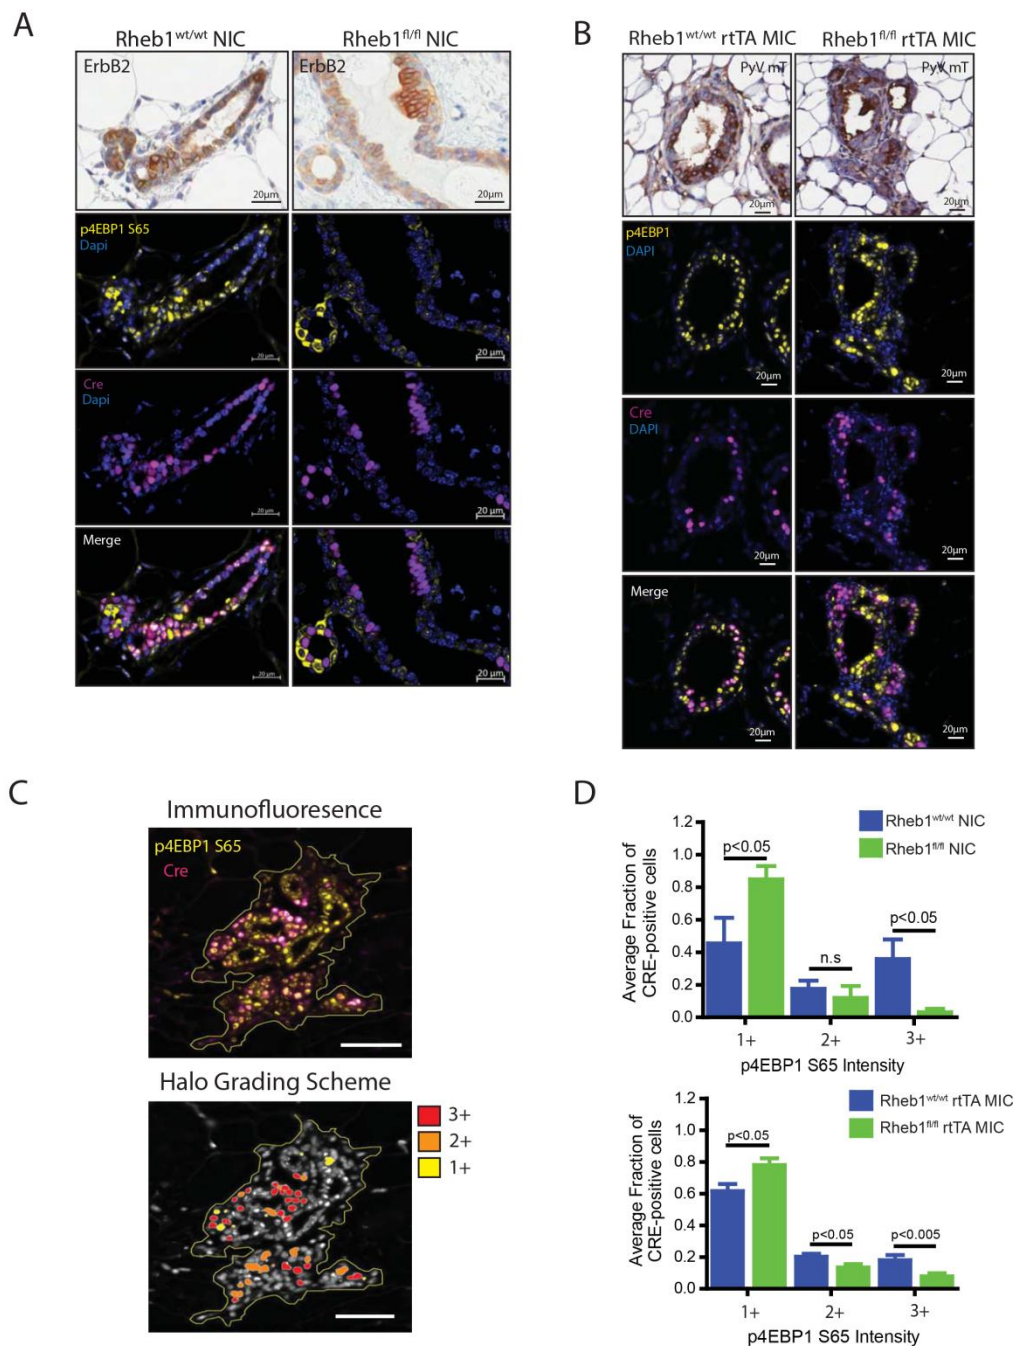 A
Rheb1wt/wt NIC
Rheb1fl/fl NIC
ErbB2
ErbB2
20µm
20µm
p4EBP1 S65
Dapi
20 µm
20 µm
Cre
Dapi
20 µm
20 µm
Merge
20 µm
20 µm
B
Rheb1wt/wt rtTA MIC
Rheb1fl/fl rtTA MIC
PyV mT
PyV mT
20µm
20µm
p4EBP1
DAPI
20µm
20µm
Cre
DAPI
20µm
20µm
Merge
20µm
20µm
C
Immunofluoresence
p4EBP1 S65
Cre
Halo Grading Scheme
3+
2+
1+
D
Rheb1wt/wt NIC
Rheb1fl/fl NIC
Average Fraction of
CRE-positive cells
1.2
1.0
0.8
0.6
0.4
0.2
0.0
p<0.05
n.s
p<0.05
1+
2+
3+
p4EBP1 S65 Intensity
Rheb1wt/wt rtTA MIC
Rheb1fl/fl rtTA MIC
Average Fraction of
CRE-positive cells
1.2
1.0
0.8
0.6
0.4
0.2
0.0
p<0.05
p<0.05
p<0.005
1+
2+
3+
p4EBP1 S65 Intensity